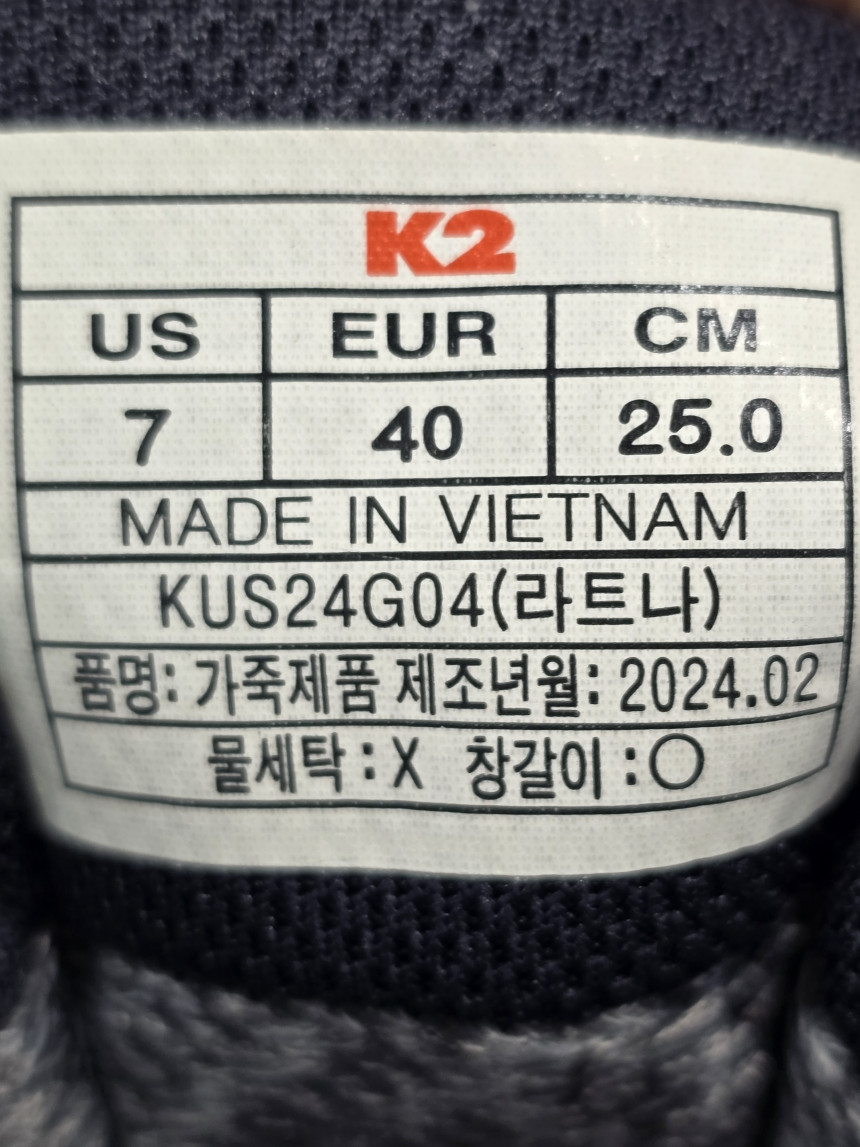 K2
US EUR CM
7 40 25.0
MADE IN VIETNAM
KUS24G04(라트나)
품명: 가죽제품 제조년월: 2024.02
물세탁 : X 창갈이 : ○